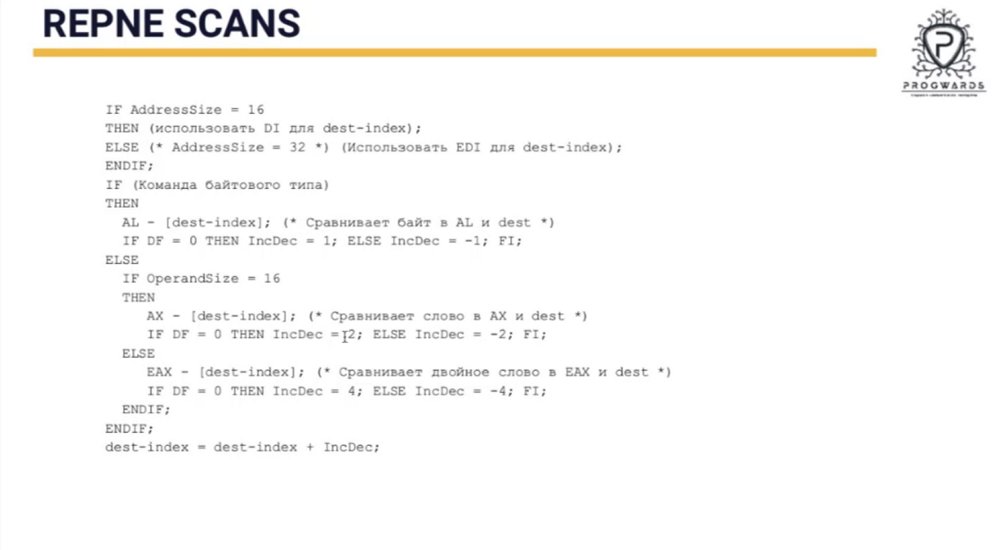 REPNE SCANS
PROGWARDS
IF AddressSize = 16
THEN (использовать DI для dest-index);
ELSE (* AddressSize = 32 *) (Использовать EDI для dest-index);
ENDIF;
IF (Команда байтового типа)
THEN
AL - [dest-index]; (* Сравнивает байт в AL и dest *)
IF DF = 0 THEN IncDec = 1; ELSE IncDec = -1; FI;
ELSE
IF OperandSize = 16
THEN
AX - [dest-index]; (* Сравнивает слово в AX и dest *)
IF DF = 0 THEN IncDec = 2; ELSE IncDec = -2; FI;
ELSE
EAX - [dest-index]; (* Сравнивает двойное слово в EAX и dest *)
IF DF = 0 THEN IncDec = 4; ELSE IncDec = -4; FI;
ENDIF;
ENDIF;
dest-index = dest-index + IncDec;